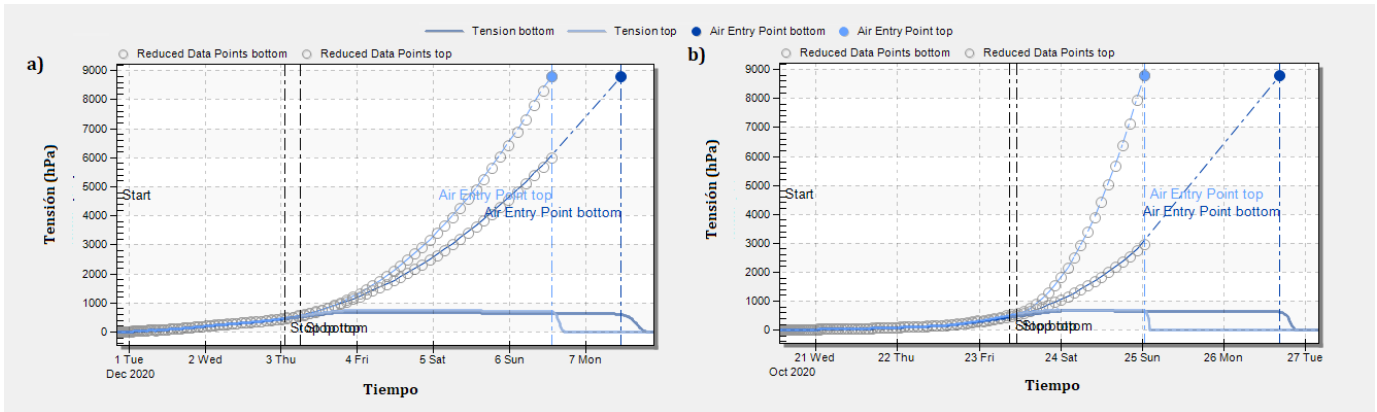 Tension bottom Tension top Air Entry Point bottom Air Entry Point top
Reduced Data Points bottom Reduced Data Points top
a)
9000
8000
7000
6000
5000
4000
3000
2000
1000
0
Tensión (hPa)
Start
Air Entry Point top
Air Entry Point bottom
1 Tue 2 Wed 3 Thu 4 Fri 5 Sat 6 Sun 7 Mon
Dec 2020
Tiempo
Reduced Data Points bottom Reduced Data Points top
b)
9000
8000
7000
6000
5000
4000
3000
2000
1000
0
Tensión (hPa)
Start
Air Entry Point top
Air Entry Point bottom
21 Wed 22 Thu 23 Fri 24 Sat 25 Sun 26 Mon 27 Tue
Oct 2020
Tiempo